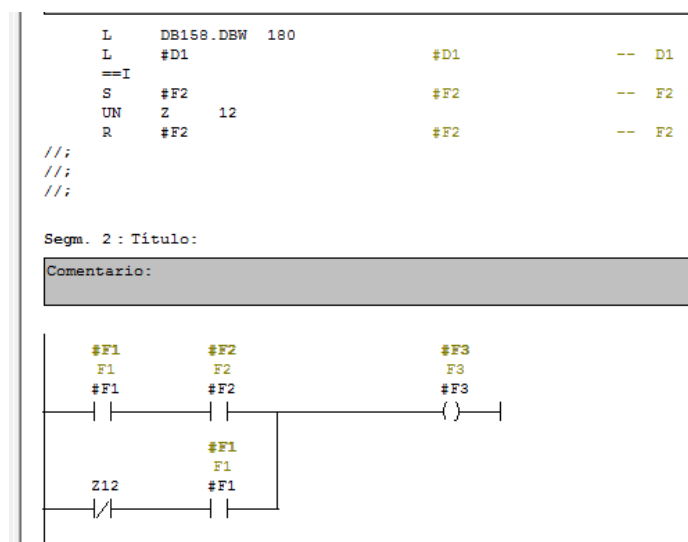 L DB158.DBW 180
L #D1 #D1 -- D1
==I
S #F2 #F2 -- F2
UN Z 12
R #F2 #F2 -- F2
//;
//;
//;
Segm. 2 : Título:
Comentario:
#F1 #F2 #F3
F1 F2 F3
#F1 #F2 #F3
#F1
F1
Z12 #F1